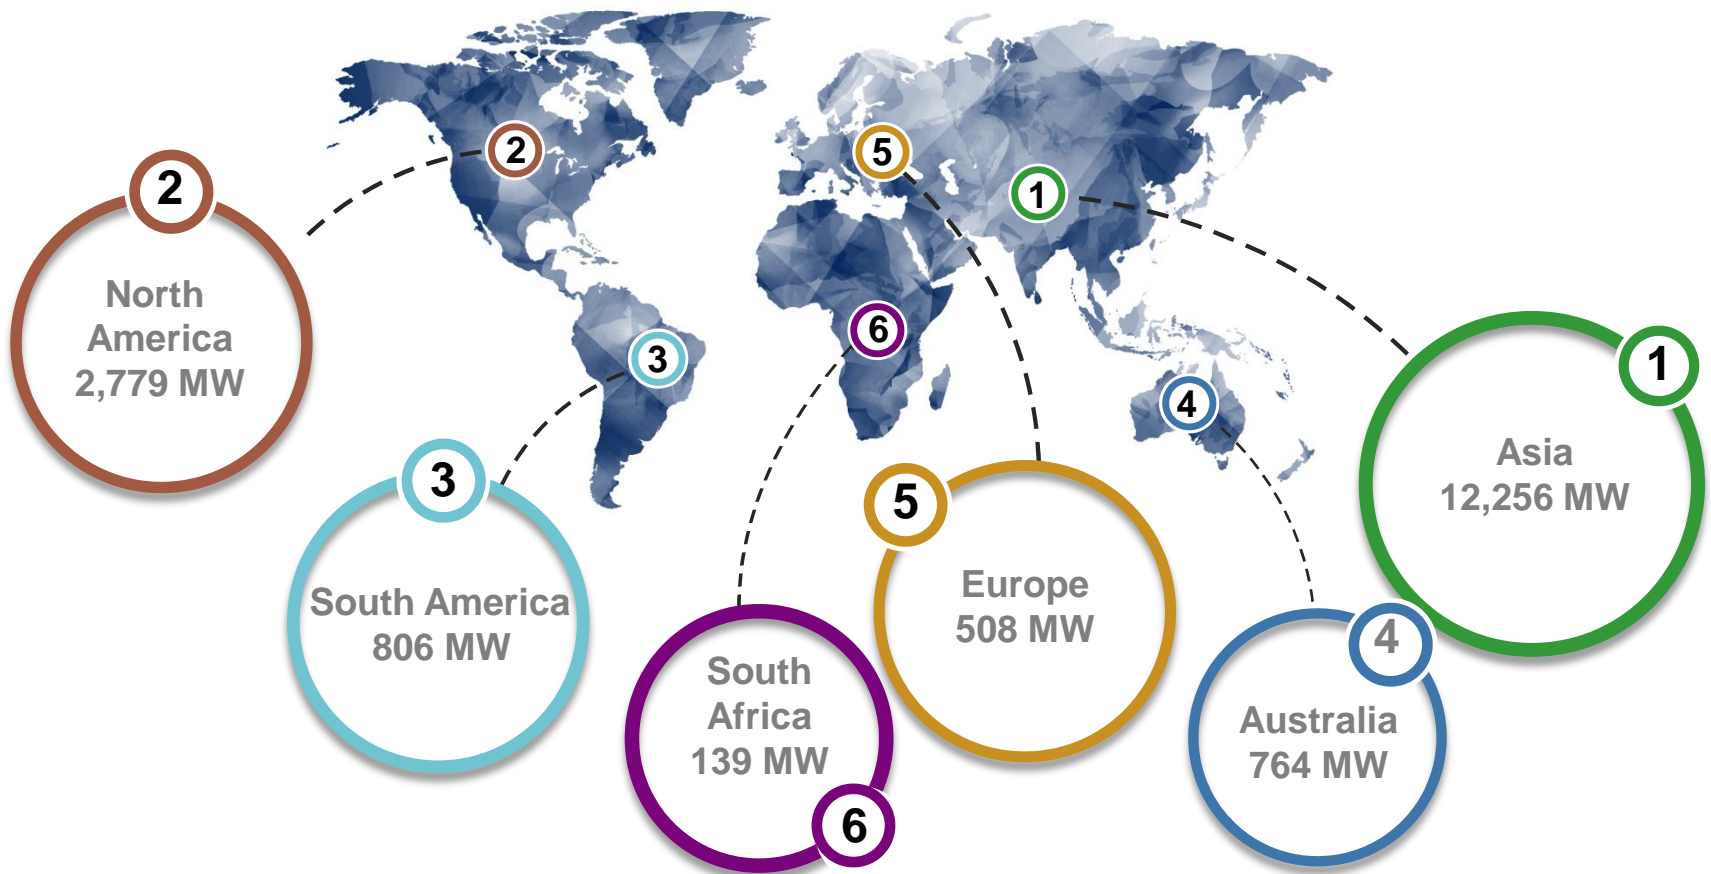 2
5
1
6
3
4
2
North
America
2,779 MW
3
South America
806 MW
6
South
Africa
139 MW
5
Europe
508 MW
4
Australia
764 MW
1
Asia
12,256 MW